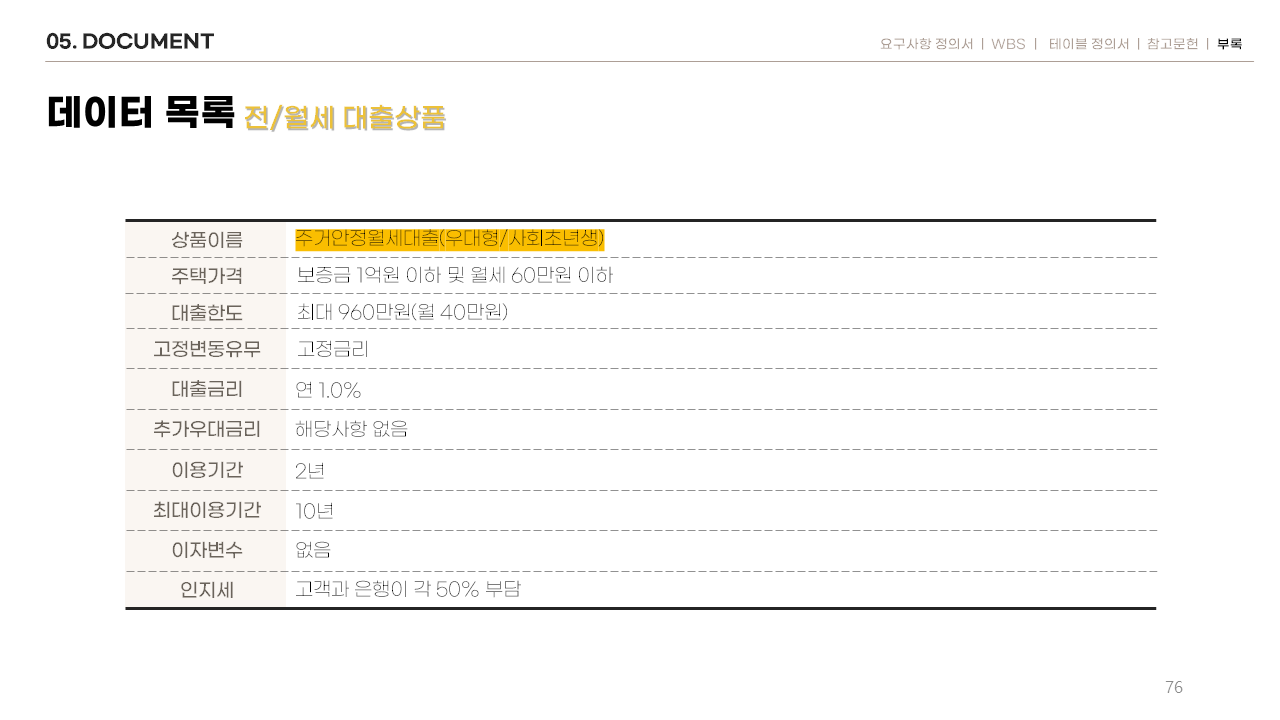 05. DOCUMENT
요구사항 정의서 | WBS | 테이블 정의서 | 참고문헌 | 부록
데이터 목록 전/월세 대출상품
상품이름 주거안정월세대출(우대형/사회초년생)
주택가격 보증금 1억원 이하 및 월세 60만원 이하
대출한도 최대 960만원(월 40만원)
고정변동유무 고정금리
대출금리 연 1.0%
추가우대금리 해당사항 없음
이용기간 2년
최대이용기간 10년
이자변수 없음
인지세 고객과 은행이 각 50% 부담
76